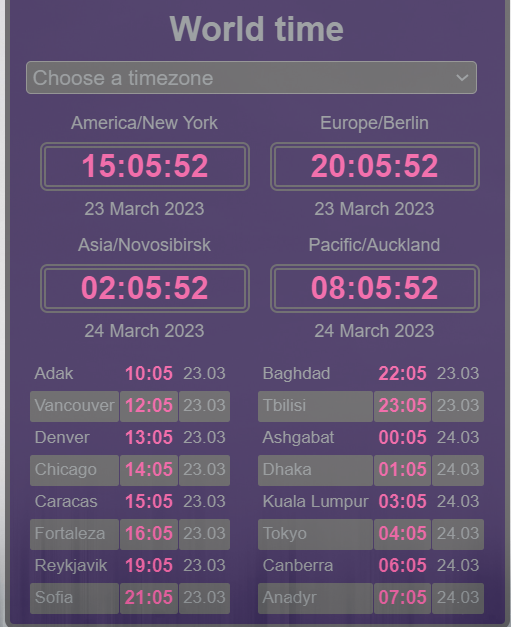 World time
Choose a timezone
America/New York Europe/Berlin
15:05:52 20:05:52
23 March 2023 23 March 2023
Asia/Novosibirsk Pacific/Auckland
02:05:52 08:05:52
24 March 2023 24 March 2023
Adak 10:05 23.03 Baghdad 22:05 23.03
Vancouver 12:05 23.03 Tbilisi 23:05 23.03
Denver 13:05 23.03 Ashgabat 00:05 24.03
Chicago 14:05 23.03 Dhaka 01:05 24.03
Caracas 15:05 23.03 Kuala Lumpur 03:05 24.03
Fortaleza 16:05 23.03 Tokyo 04:05 24.03
Reykjavik 19:05 23.03 Canberra 06:05 24.03
Sofia 21:05 23.03 Anadyr 07:05 24.03